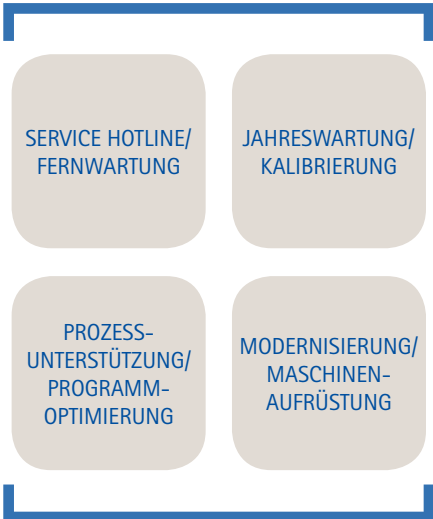 SERVICE HOTLINE/
FERNWARTUNG
JAHRESWARTUNG/
KALIBRIERUNG
PROZESS-
UNTERSTÜTZUNG/
PROGRAMM-
OPTIMIERUNG
MODERNISIERUNG/
MASCHINEN-
AUFRÜSTUNG